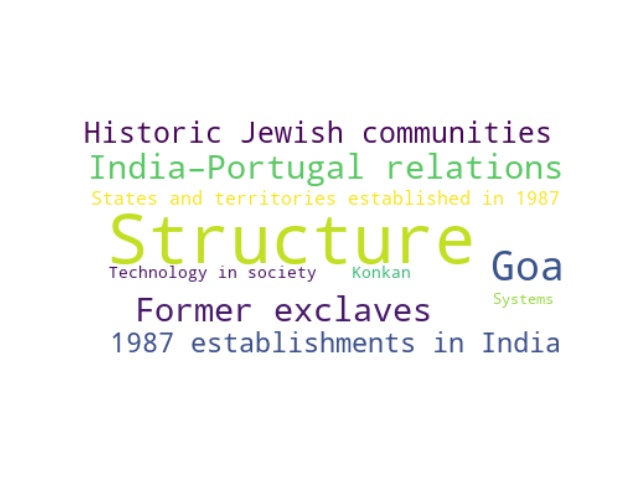 Historic Jewish communities
India–Portugal relations
States and territories established in 1987
Structure
Goa
Technology in society
Konkan
Systems
Former exclaves
1987 establishments in India